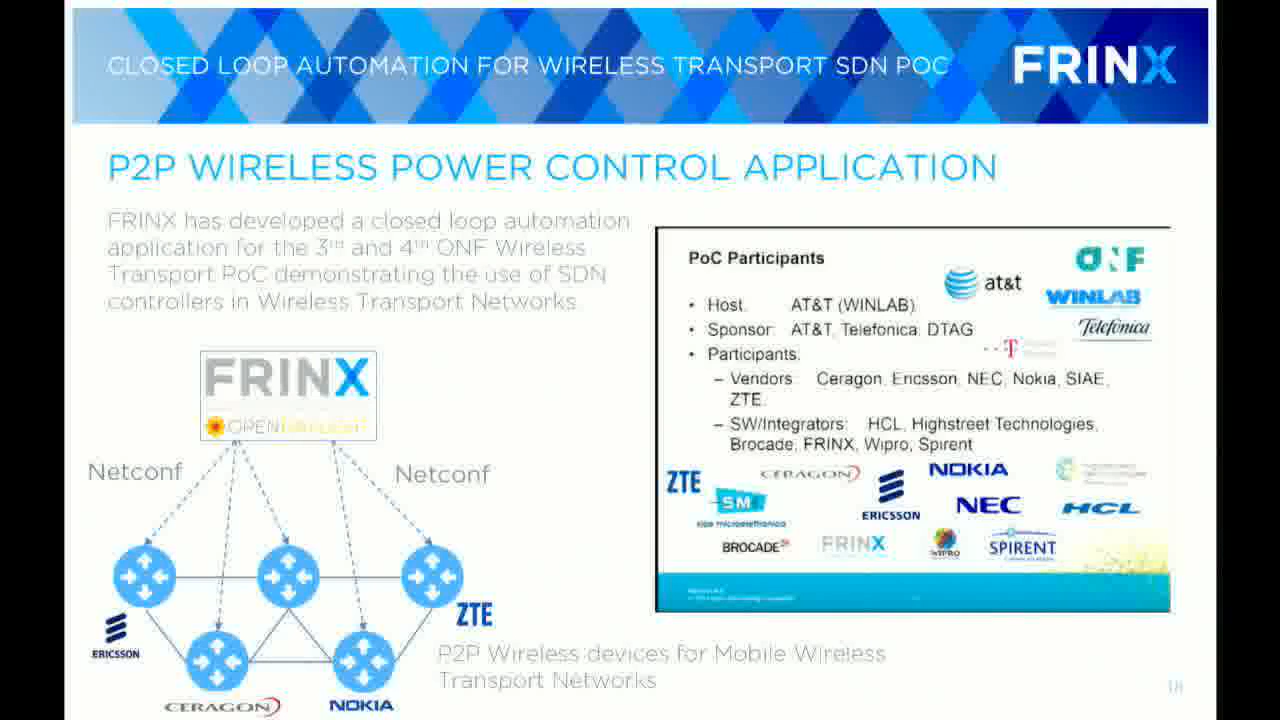 CLOSED LOOP AUTOMATION FOR WIRELESS TRANSPORT SDN POC
FRINX
P2P WIRELESS POWER CONTROL APPLICATION
FRINX has developed a closed loop automation
application for the 3rd and 4th ONF Wireless
Transport PoC demonstrating the use of SDN
controllers in Wireless Transport Networks
FRINX
OPENDAYLIGHT
Netconf
Netconf
ERICSSON
ZTE
CERAGON
NOKIA
P2P Wireless devices for Mobile Wireless
Transport Networks
PoC Participants
at&t
ONF
WINLAB
Telefónica
T
• Host: AT&T (WINLAB)
• Sponsor: AT&T, Telefonica, DTAG
• Participants:
– Vendors: Ceragon, Ericsson, NEC, Nokia, SIAE,
ZTE
– SW/Integrators: HCL, Highstreet Technologies,
Brocade, FRINX, Wipro, Spirent
ZTE
CERAGON
ERICSSON
NOKIA
SM
siae microelettronica
NEC
HCL
BROCADE
FRINX
WIPRO
SPIRENT
18